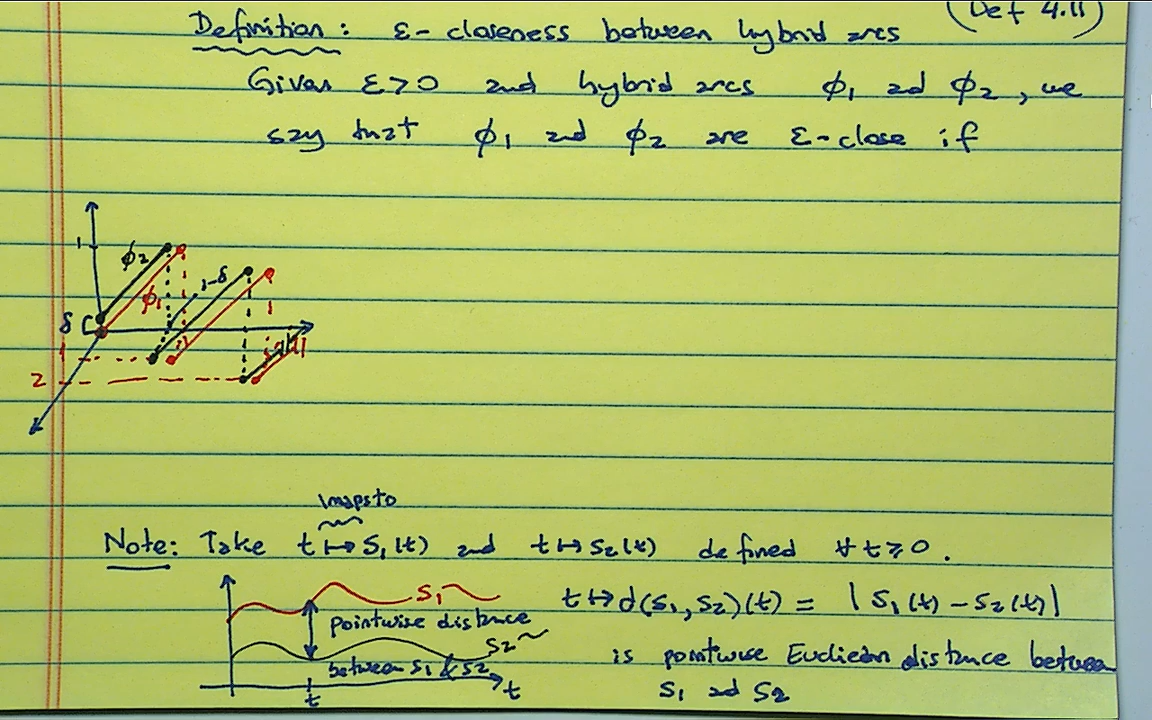 (Def 4.11)
Definition: ε-closeness between hybrid arcs
Given ε>0 and hybrid arcs ϕ₁ and ϕ₂, we
say that ϕ₁ and ϕ₂ are ε-close if
1
ϕ₂
ϕ₁
1-δ
δ
1
2
"mapsto"
Note: Take t ↦ S₁(t) and t ↦ S₂(t) defined ∀ t≥0.
S₁
t ↦ d(S₁,S₂)(t) = |S₁(t) - S₂(t)|
pointwise distance
S₂
between S₁ & S₂
is pointwise Euclidean distance between
S₁ and S₂
t
t